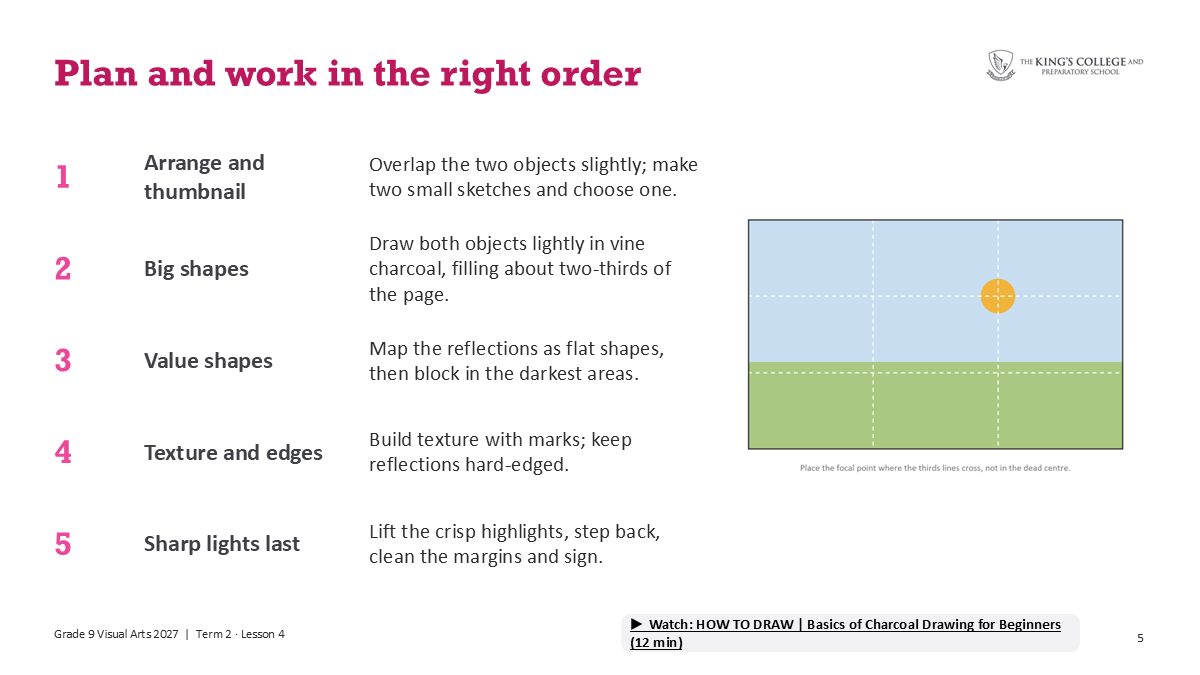 Plan and work in the right order
THE KING'S COLLEGE AND
PREPARATORY SCHOOL
1
Arrange and
thumbnail
Overlap the two objects slightly; make
two small sketches and choose one.
2
Big shapes
Draw both objects lightly in vine
charcoal, filling about two-thirds of
the page.
3
Value shapes
Map the reflections as flat shapes,
then block in the darkest areas.
4
Texture and edges
Build texture with marks; keep
reflections hard-edged.
5
Sharp lights last
Lift the crisp highlights, step back,
clean the margins and sign.
Place the focal point where the thirds lines cross, not in the dead centre.
Grade 9 Visual Arts 2027 | Term 2 · Lesson 4
▶ Watch: HOW TO DRAW | Basics of Charcoal Drawing for Beginners
(12 min)
5